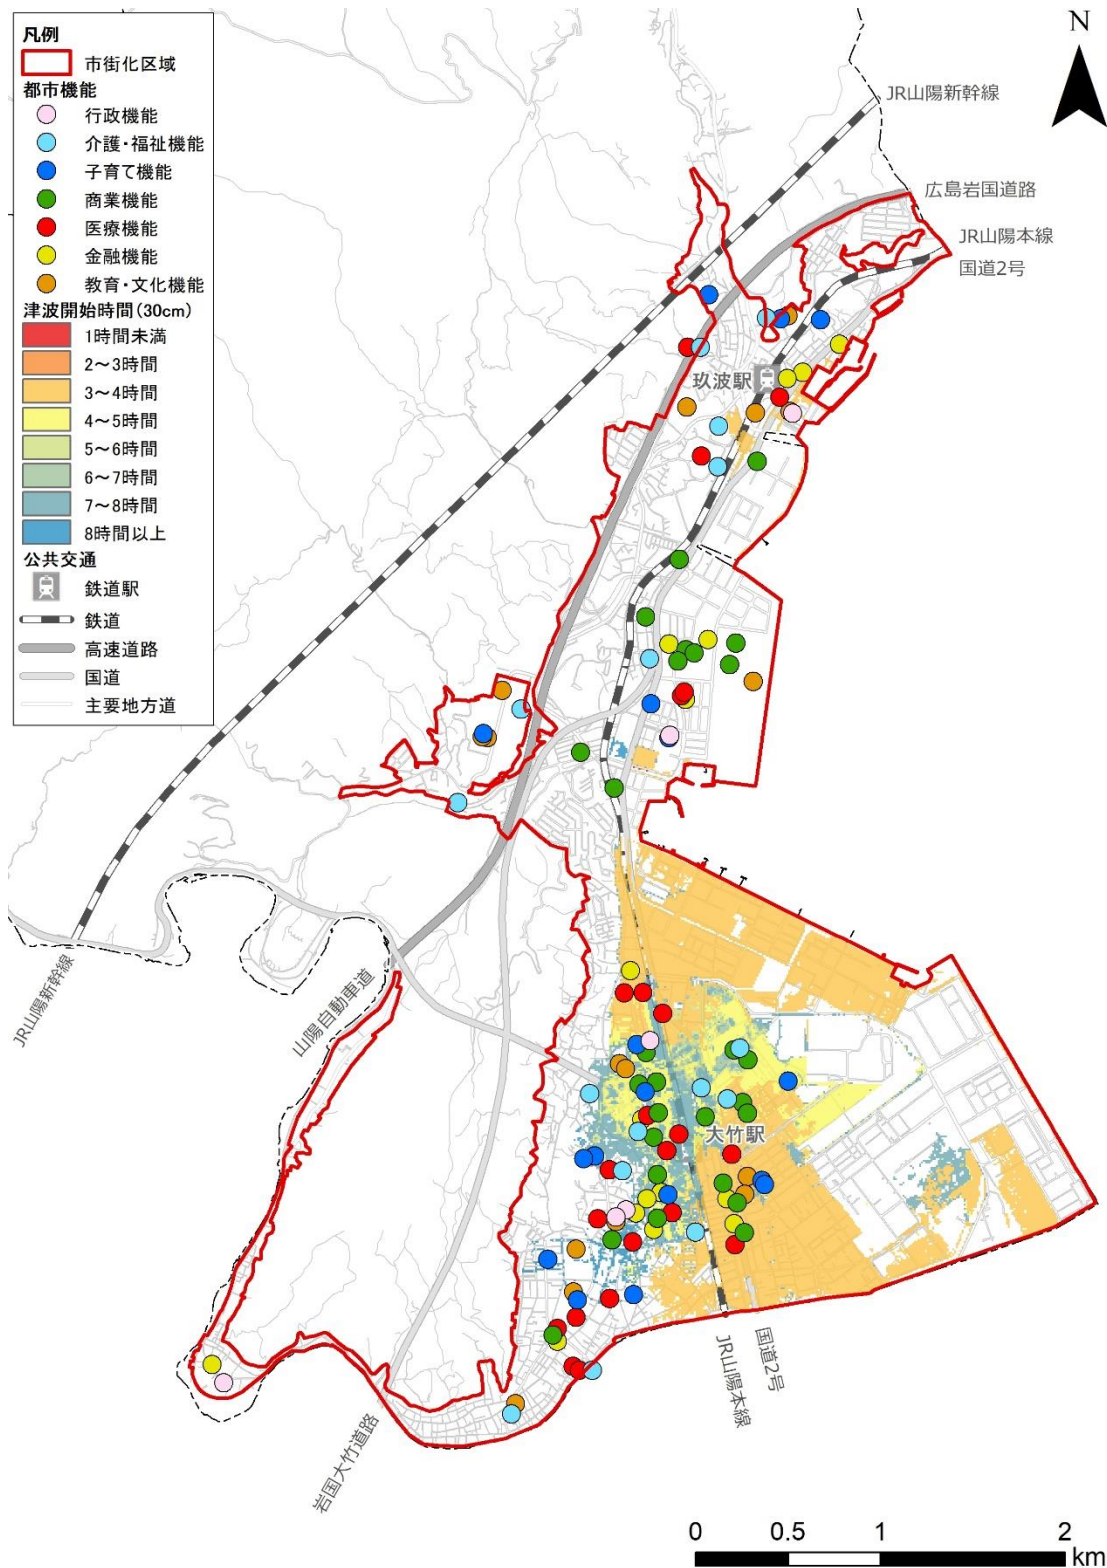 凡例
市街化区域
都市機能
行政機能
介護・福祉機能
子育て機能
商業機能
医療機能
金融機能
教育・文化機能
津波開始時間(30cm)
1時間未満
2～3時間
3～4時間
4～5時間
5～6時間
6～7時間
7～8時間
8時間以上
公共交通
鉄道駅
鉄道
高速道路
国道
主要地方道
N
JR山陽新幹線
広島岩国道路
JR山陽本線
国道2号
玖波駅
JR山陽新幹線
山陽自動車道
大竹駅
国道2号
JR山陽本線
岩国大竹道路
0 0.5 1 2
km